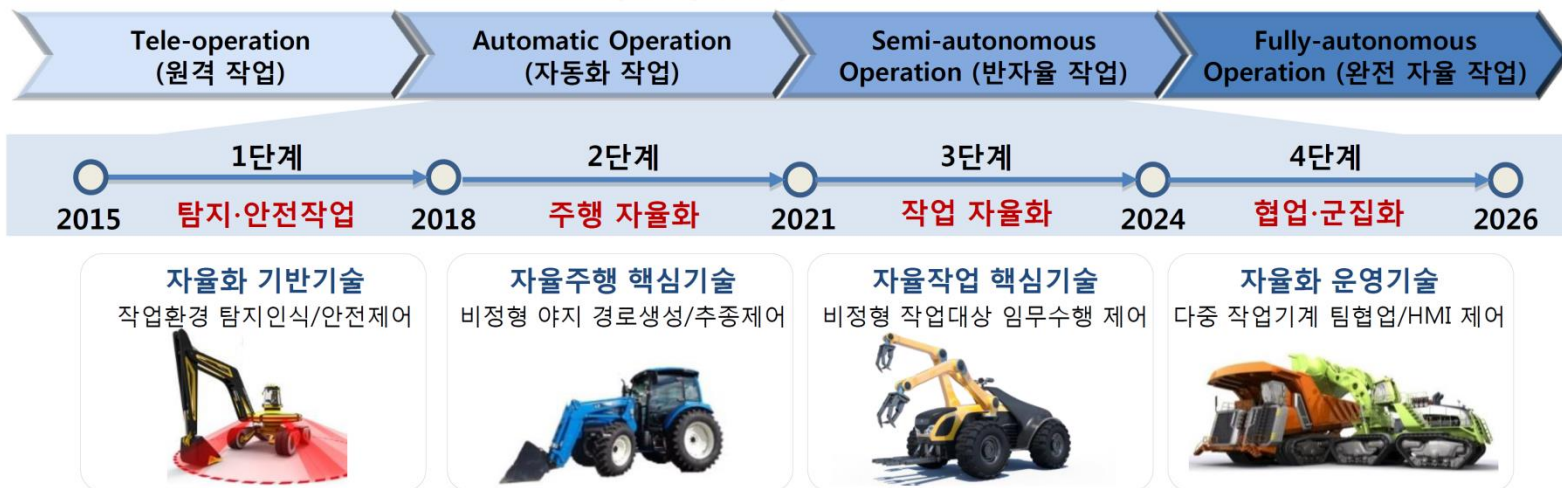 Tele-operation
(원격 작업)
Automatic Operation
(자동화 작업)
Semi-autonomous
Operation (반자율 작업)
Fully-autonomous
Operation (완전 자율 작업)
1단계
2단계
3단계
4단계
2015
탐지·안전작업
2018
주행 자율화
2021
작업 자율화
2024
협업·군집화
2026
자율화 기반기술
작업환경 탐지인식/안전제어
자율주행 핵심기술
비정형 야지 경로생성/추종제어
자율작업 핵심기술
비정형 작업대상 임무수행 제어
자율화 운영기술
다중 작업기계 팀협업/HMI 제어